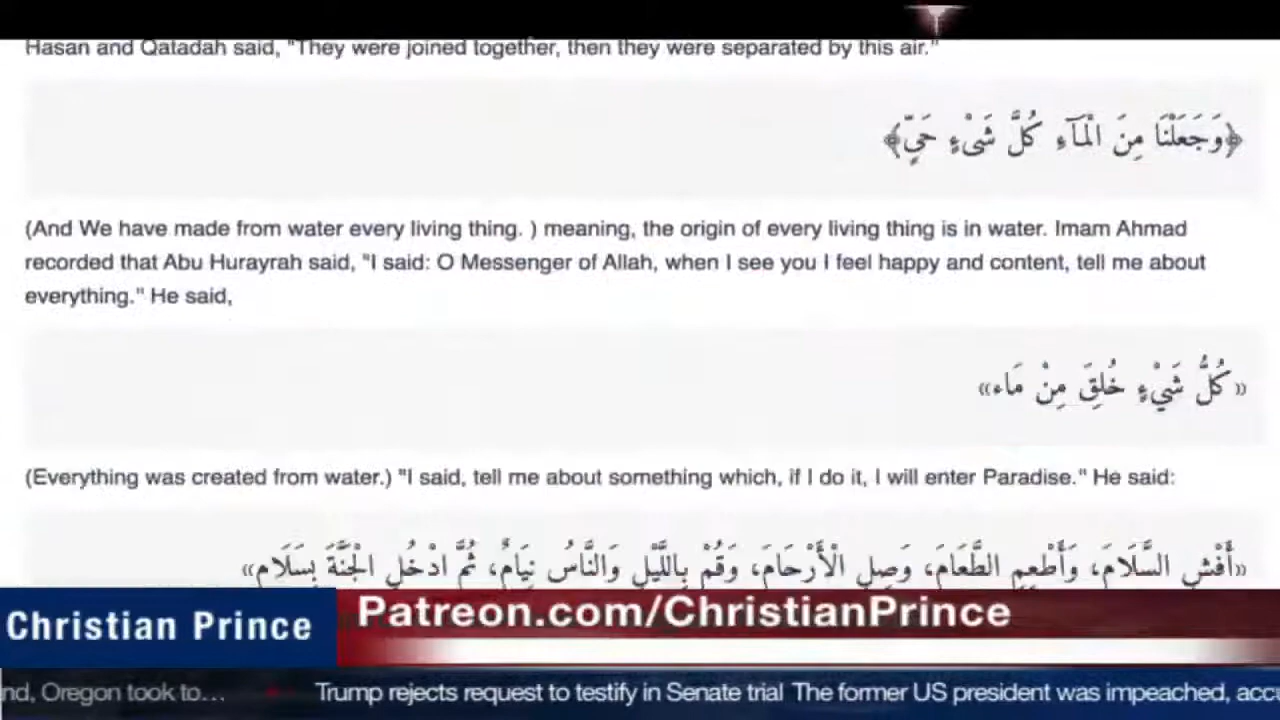 Hasan and Qatadah said, "They were joined together, then they were separated by this air."
﴿وَجَعَلْنَا مِنَ الْمَآءِ كُلَّ شَىْءٍ حَىٍّ﴾
(And We have made from water every living thing. ) meaning, the origin of every living thing is in water. Imam Ahmad
recorded that Abu Hurayrah said, "I said: O Messenger of Allah, when I see you I feel happy and content, tell me about
everything." He said,
«كُلُّ شَيْءٍ خُلِقَ مِنْ مَاء»
(Everything was created from water.) "I said, tell me about something which, if I do it, I will enter Paradise." He said:
«أَفْشِ السَّلَامَ، وَأَطْعِمِ الطَّعَامَ، وَصِلِ الْأَرْحَامَ، وَقُمْ بِاللَّيْلِ وَالنَّاسُ نِيَامٌ، ثُمَّ ادْخُلِ الْجَنَّةَ بِسَلَام»
Christian Prince
Patreon.com/ChristianPrince
nd, Oregon took to... Trump rejects request to testify in Senate trial The former US president was impeached, accu